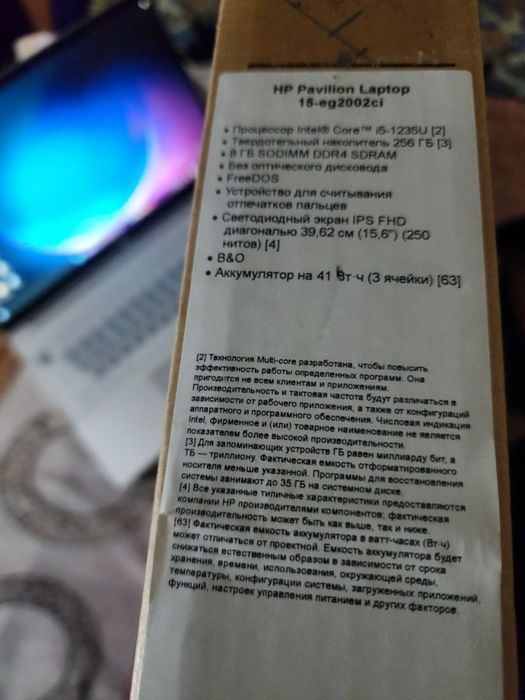 HP Pavilion Laptop
15-eg2002ci
• Процессор Intel® Core™ i5-1235U [2]
• Твердотельный накопитель 256 ГБ [3]
• 8 ГБ SODIMM DDR4 SDRAM
• Без оптического дисковода
• FreeDOS
• Устройство для считывания
отпечатков пальцев
• Светодиодный экран IPS FHD
диагональю 39,62 см (15,6") (250
нитов) [4]
• B&O
• Аккумулятор на 41 Вт·ч (3 ячейки) [63]
[2] Технология Multi-core разработана, чтобы повысить
эффективность работы определенных программ. Она
пригодится не всем клиентам и приложениям.
Производительность и тактовая частота будут различаться в
зависимости от рабочего приложения, а также от конфигураций
аппаратного и программного обеспечения. Числовая индикация
Intel, фирменное и (или) товарное наименование не является
показателем более высокой производительности.
[3] Для запоминающих устройств ГБ равен миллиарду бит, а
ТБ — триллиону. Фактическая емкость отформатированного
носителя меньше указанной. Программы для восстановления
системы занимают до 35 ГБ на системном диске.
[4] Все указанные типичные характеристики предоставляются
компании HP производителями компонентов; фактическая
производительность может быть как выше, так и ниже.
[63] Фактическая емкость аккумулятора в ватт-часах (Вт·ч)
может отличаться от проектной. Емкость аккумулятора будет
снижаться естественным образом в зависимости от срока
хранения, времени, использования, окружающей среды,
температуры, конфигурации системы, загруженных приложений,
функций, настроек управления питанием и других факторов.